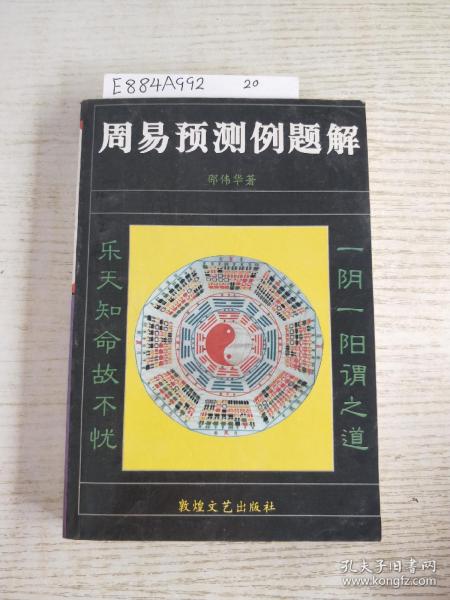 E884A992 20
周易预测例题解
邵伟华著
一阴一阳谓之道
乐天知命故不忧
敦煌文艺出版社
孔夫子旧书网
www.kongfz.com